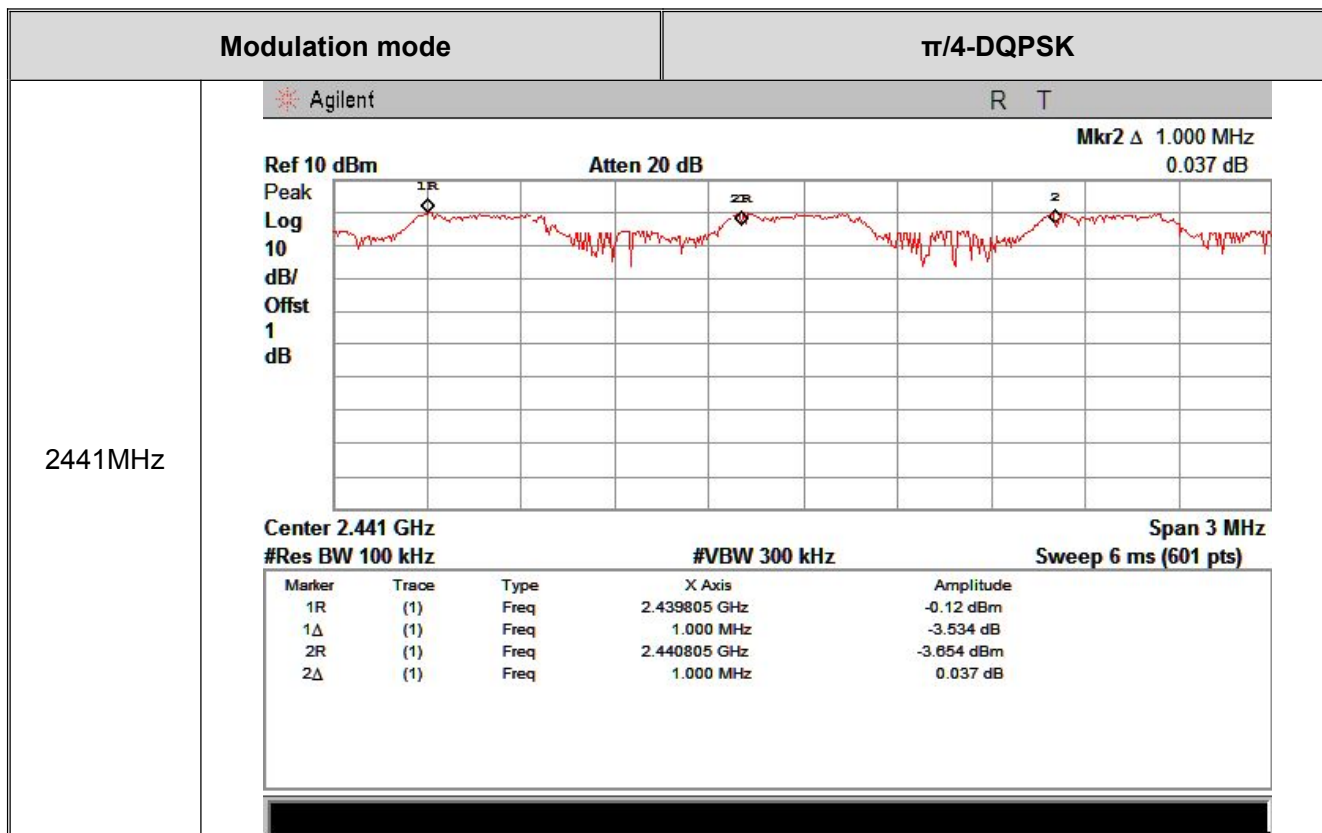 Modulation mode π/4-DQPSK
Agilent R T
Mkr2 Δ 1.000 MHz
Ref 10 dBm Atten 20 dB 0.037 dB
Peak
Log
10
dB/
Offst
1
dB
1R 2R 2
2441MHz
Center 2.441 GHz Span 3 MHz
#Res BW 100 kHz #VBW 300 kHz Sweep 6 ms (601 pts)
Marker Trace Type X Axis Amplitude
1R (1) Freq 2.439805 GHz -0.12 dBm
1Δ (1) Freq 1.000 MHz -3.534 dB
2R (1) Freq 2.440805 GHz -3.654 dBm
2Δ (1) Freq 1.000 MHz 0.037 dB